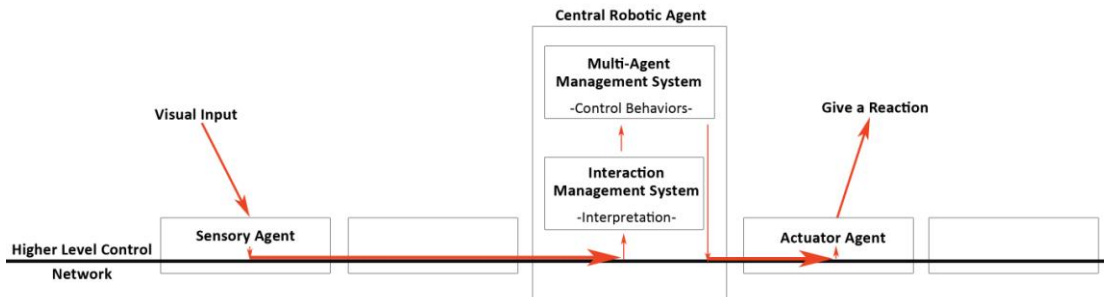 Central Robotic Agent
Multi-Agent
Management System
-Control Behaviors-
Visual Input
Give a Reaction
Interaction
Management System
-Interpretation-
Sensory Agent
Actuator Agent
Higher Level Control
Network